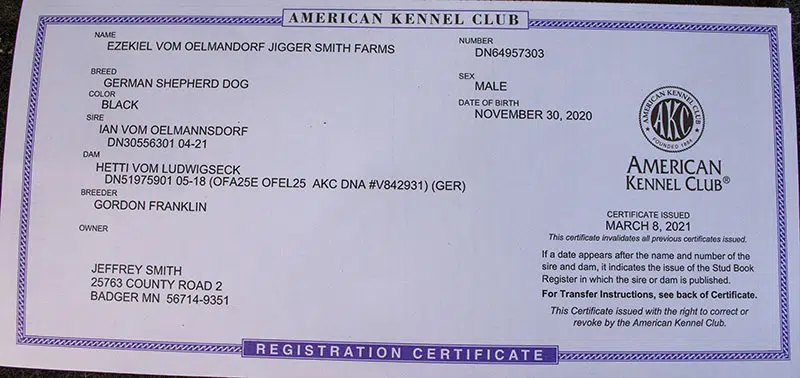 AMERICAN KENNEL CLUB
NAME
EZEKIEL VOM OELMANDORF JIGGER SMITH FARMS
NUMBER
DN64957303
BREED
GERMAN SHEPHERD DOG
SEX
MALE
COLOR
BLACK
DATE OF BIRTH
NOVEMBER 30, 2020
SIRE
IAN VOM OELMANNSDORF
DN30556301 04-21
DAM
HETTI VOM LUDWIGSECK
DN51975901 05-18 (OFA25E OFEL25 AKC DNA #V842931) (GER)
BREEDER
GORDON FRANKLIN
OWNER
JEFFREY SMITH
25763 COUNTY ROAD 2
BADGER MN 56714-9351
AMERICAN KENNEL CLUB
AKC
FOUNDED 1884
AMERICAN
KENNEL CLUB®
CERTIFICATE ISSUED
MARCH 8, 2021
This certificate invalidates all previous certificates issued.
If a date appears after the name and number of the
sire and dam, it indicates the issue of the Stud Book
Register in which the sire or dam is published.
For Transfer Instructions, see back of Certificate.
This Certificate issued with the right to correct or
revoke by the American Kennel Club.
REGISTRATION CERTIFICATE